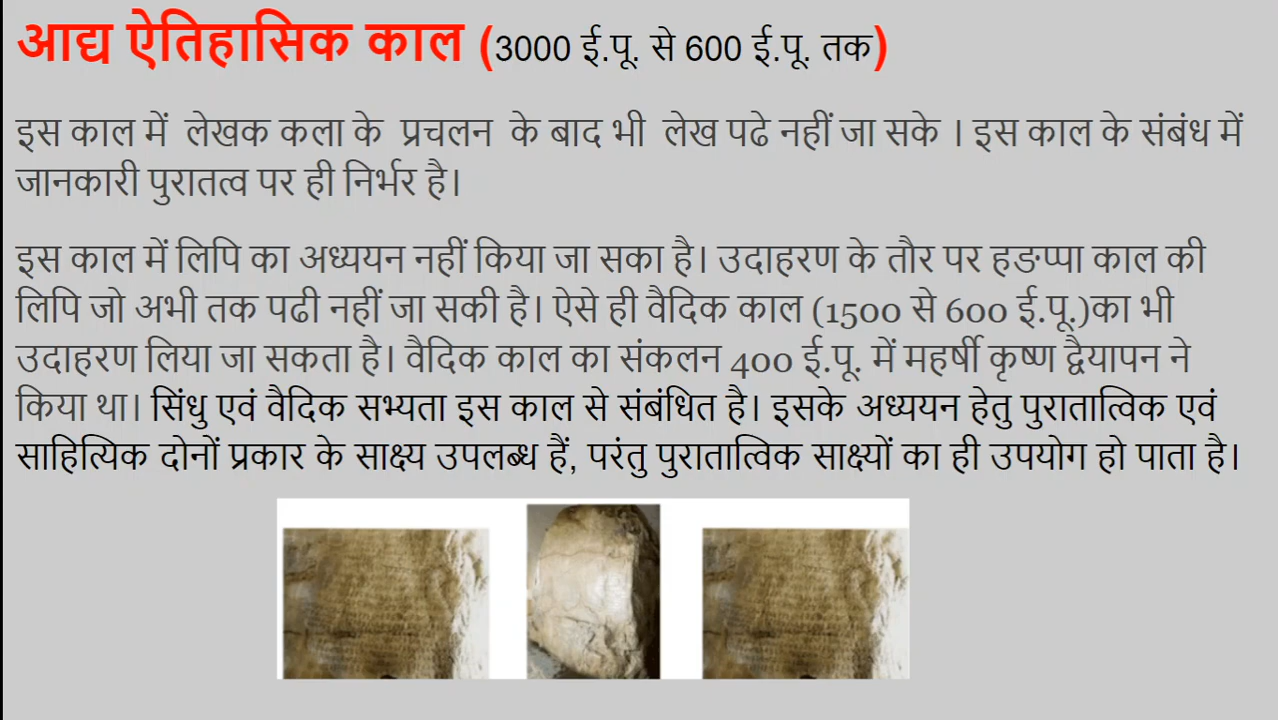 आद्य ऐतिहासिक काल (3000 ई.पू. से 600 ई.पू. तक)
इस काल में लेखक कला के प्रचलन के बाद भी लेख पढे नहीं जा सके । इस काल के संबंध में
जानकारी पुरातत्व पर ही निर्भर है।
इस काल में लिपि का अध्ययन नहीं किया जा सका है। उदाहरण के तौर पर हङप्पा काल की
लिपि जो अभी तक पढी नहीं जा सकी है। ऐसे ही वैदिक काल (1500 से 600 ई.पू.)का भी
उदाहरण लिया जा सकता है। वैदिक काल का संकलन 400 ई.पू. में महर्षी कृष्ण द्वैयापन ने
किया था। सिंधु एवं वैदिक सभ्यता इस काल से संबंधित है। इसके अध्ययन हेतु पुरातात्विक एवं
साहित्यिक दोनों प्रकार के साक्ष्य उपलब्ध हैं, परंतु पुरातात्विक साक्ष्यों का ही उपयोग हो पाता है।